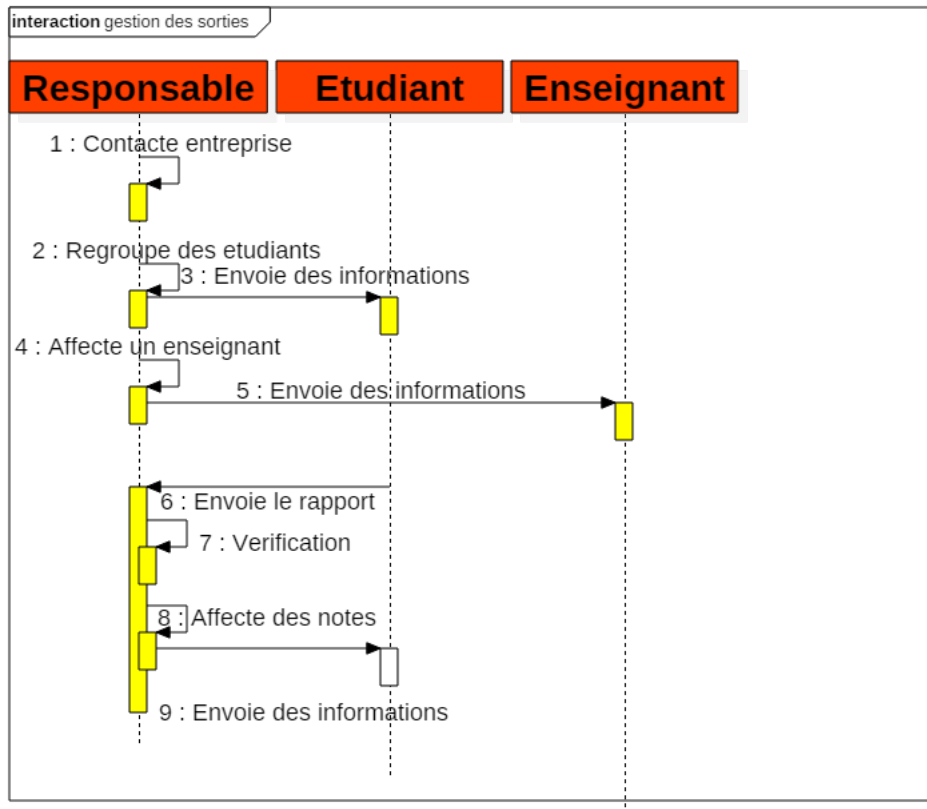 interaction gestion des sorties
Responsable
Etudiant
Enseignant
1 : Contacte entreprise
2 : Regroupe des etudiants
3 : Envoie des informations
4 : Affecte un enseignant
5 : Envoie des informations
6 : Envoie le rapport
7 : Verification
8 : Affecte des notes
9 : Envoie des informations